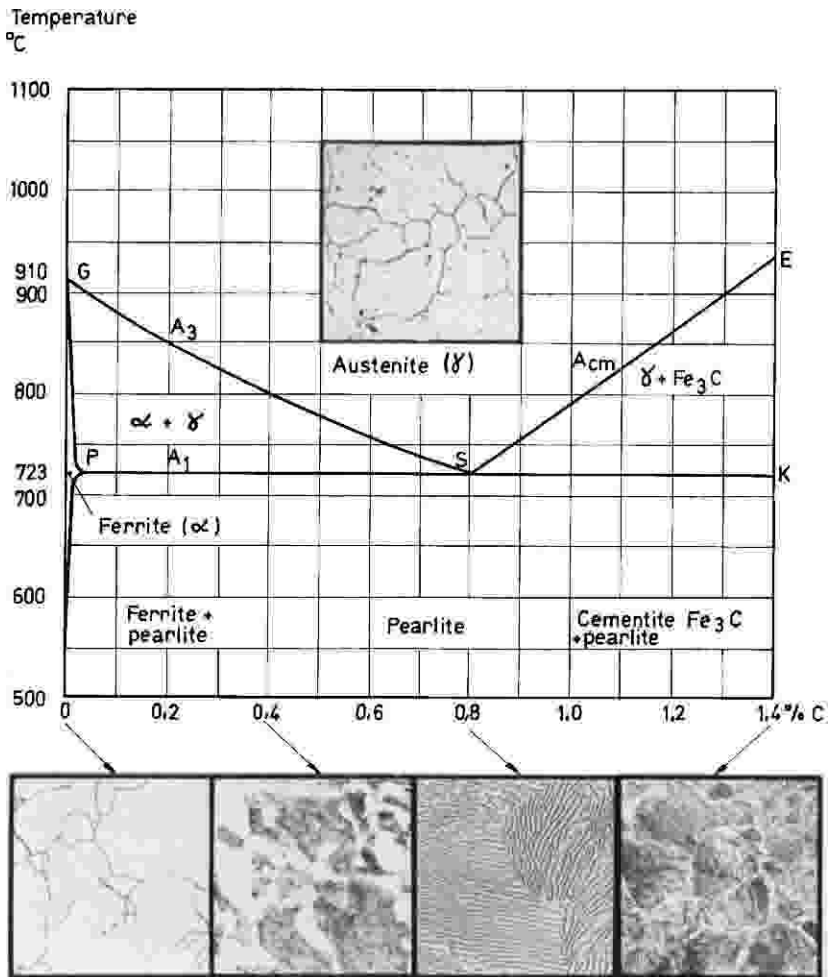 Temperature
°C
1100
1000
910
G
E
900
A3
Austenite (γ)
Acm
γ + Fe3C
800
α + γ
P
A1
S
723
K
700
Ferrite (α)
600
Ferrite +
pearlite
Pearlite
Cementite Fe3C
+pearlite
500
0
0,2
0,4
0,6
0,8
1,0
1,2
1,4 % C